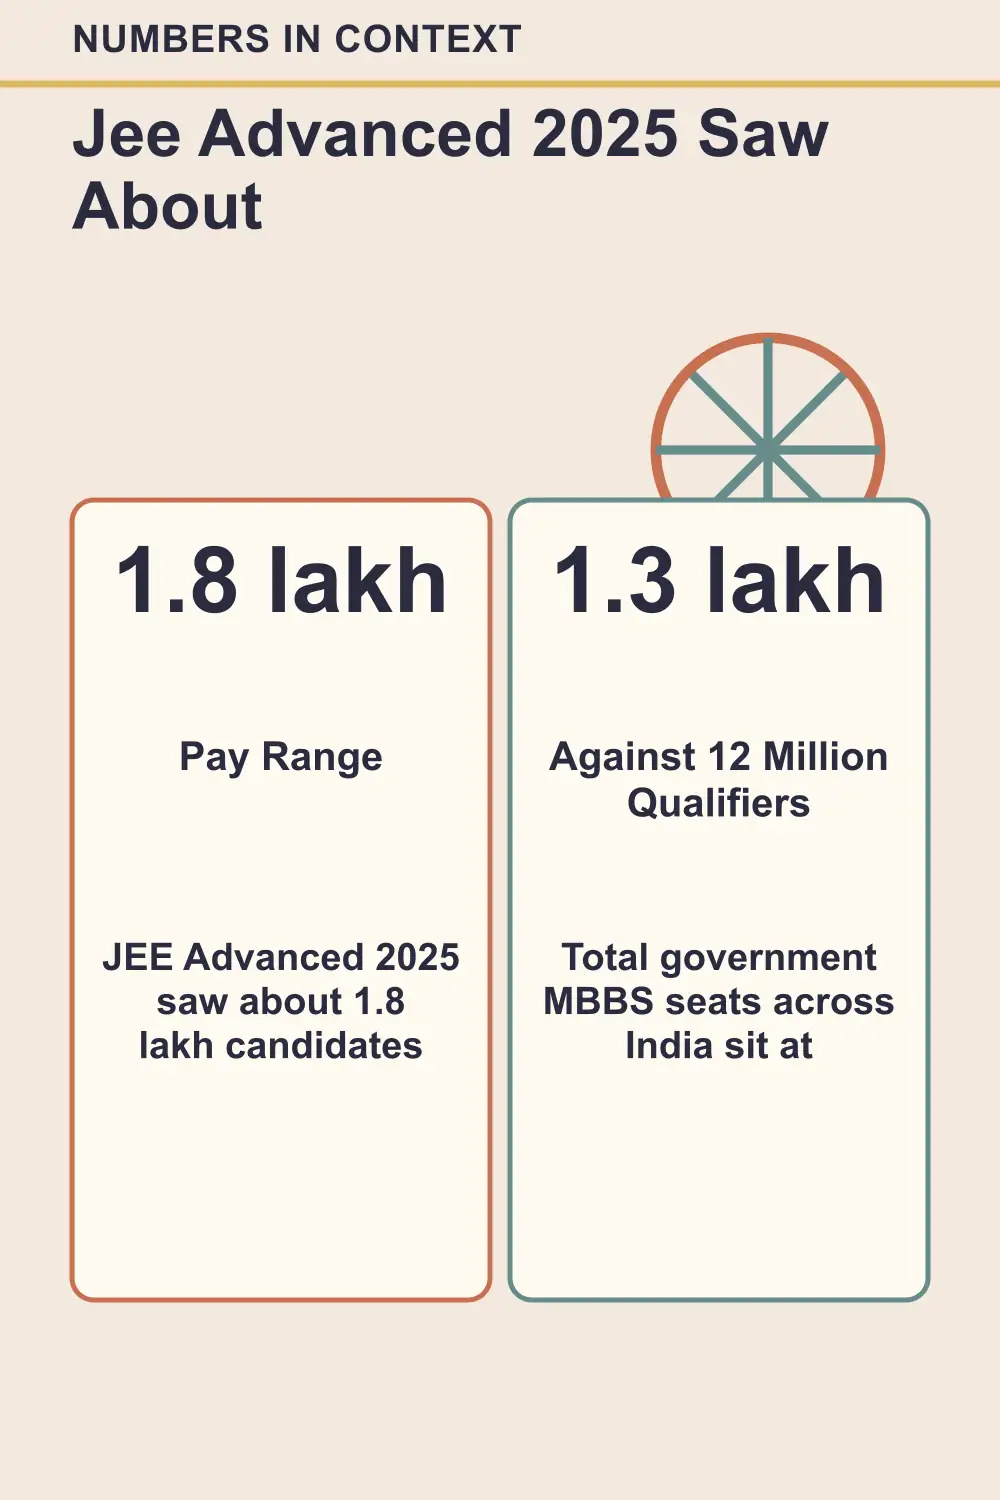 NUMBERS IN CONTEXT
Jee Advanced 2025 Saw
About
1.8 lakh
Pay Range
JEE Advanced 2025
saw about 1.8
lakh candidates
1.3 lakh
Against 12 Million
Qualifiers
Total government
MBBS seats across
India sit at